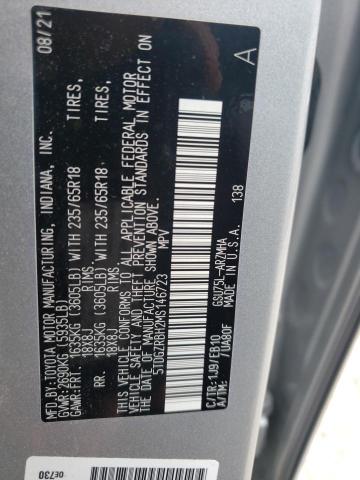 MFD.BY:TOYOTA MOTOR MANUFACTURING, INDIANA, INC. 08/21
GVWR:2690KG (5935LB)
GAWR:FRT. 1635KG (3605LB) WITH 235/65R18 TIRES,
18X8J RIMS
RR. 1635KG (3605LB) WITH 235/65R18 TIRES,
18X8J RIMS
THIS VEHICLE CONFORMS TO ALL APPLICABLE FEDERAL MOTOR
VEHICLE SAFETY AND THEFT PREVENTION STANDARDS IN EFFECT ON
THE DATE OF MANUFACTURE SHOWN ABOVE.
5TDGZRBH2MS146723 MPV
A
C/TR:1J9/EB10 GSU75L-ARZMHA 138
A/TM: /UA80F MADE IN U.S.A.
0E730